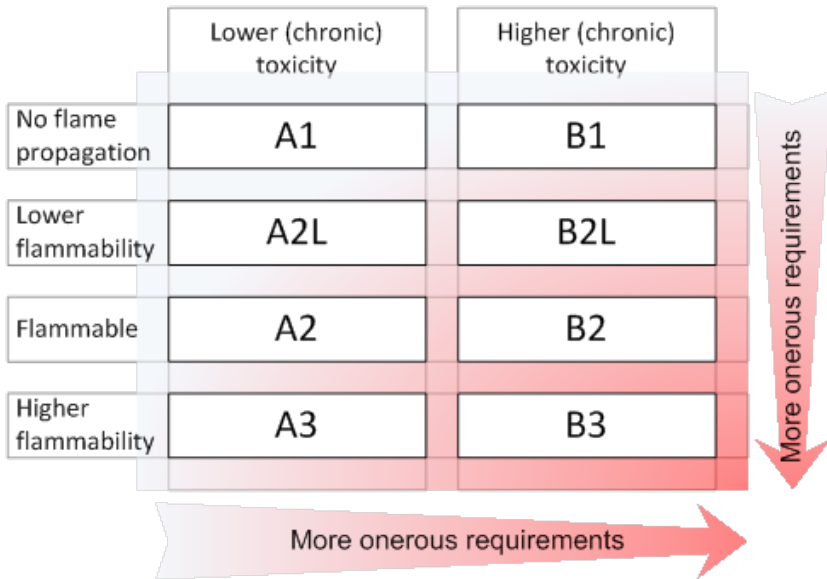 Lower (chronic)
toxicity
Higher (chronic)
toxicity
No flame
propagation
A1
B1
Lower
flammability
A2L
B2L
Flammable
A2
B2
Higher
flammability
A3
B3
More onerous requirements
More onerous requirements